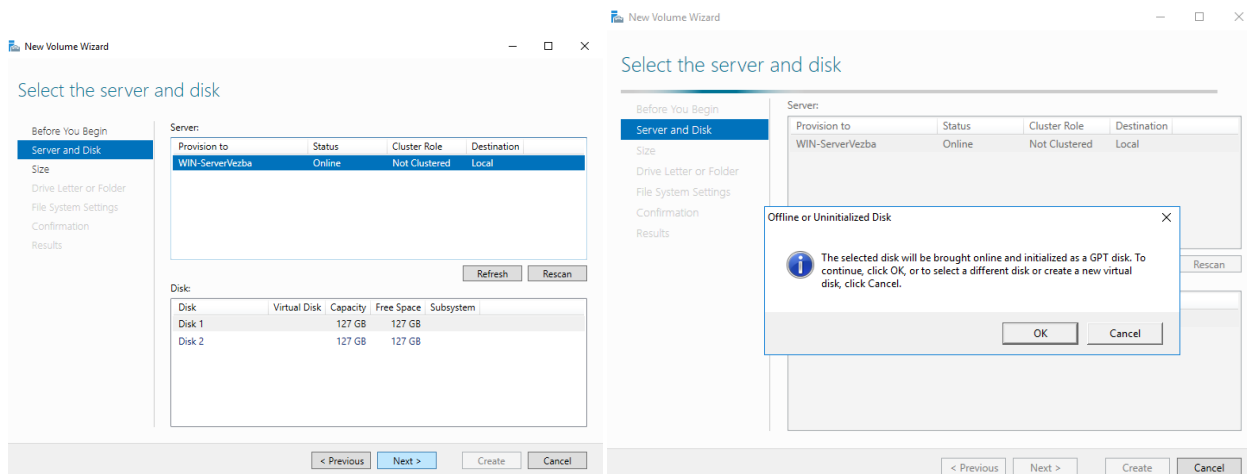 New Volume Wizard
Select the server and disk
Before You Begin
Server and Disk
Size
Drive Letter or Folder
File System Settings
Confirmation
Results
Server:
Provision to Status Cluster Role Destination
WIN-ServerVezba Online Not Clustered Local
Refresh Rescan
Disk:
Disk Virtual Disk Capacity Free Space Subsystem
Disk 1 127 GB 127 GB
Disk 2 127 GB 127 GB
< Previous Next > Create Cancel
New Volume Wizard
Select the server and disk
Before You Begin
Server and Disk
Size
Drive Letter or Folder
File System Settings
Confirmation
Results
Server:
Provision to Status Cluster Role Destination
WIN-ServerVezba Online Not Clustered Local
Rescan
Offline or Uninitialized Disk
The selected disk will be brought online and initialized as a GPT disk. To
continue, click OK, or to select a different disk or create a new virtual
disk, click Cancel.
OK Cancel
< Previous Next > Create Cancel